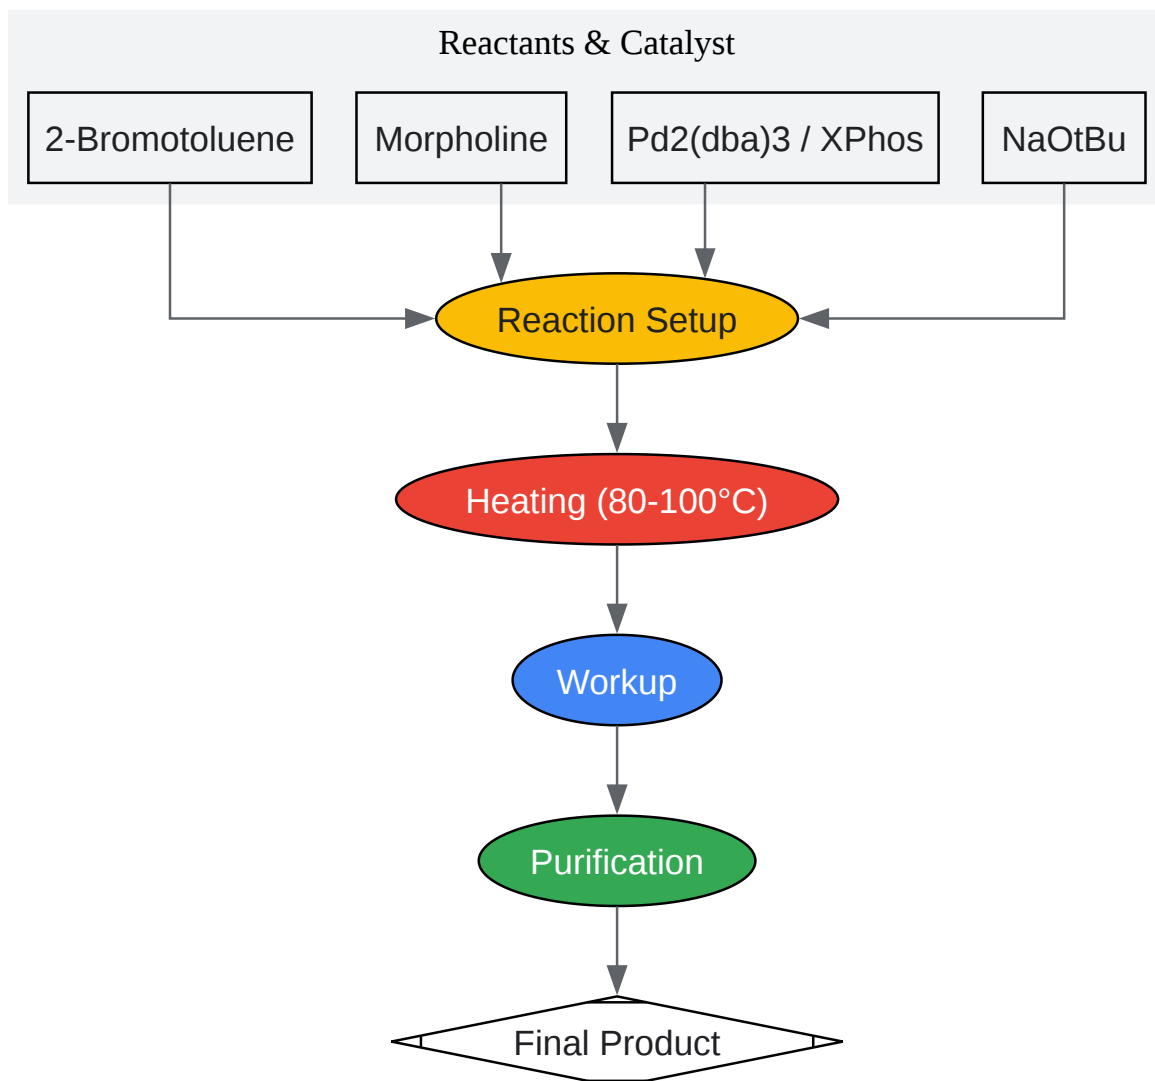 Reactants & Catalyst
2-Bromotoluene
Morpholine
Pd2(dba)3 / XPhos
NaOtBu
Reaction Setup
Heating (80-100°C)
Workup
Purification
Final Product